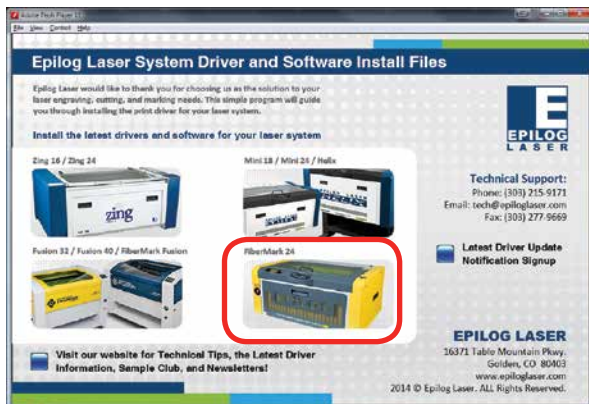 Adobe Flash Player 11
File View Control Help
Epilog Laser System Driver and Software Install Files
Epilog Laser would like to thank you for choosing us as the solution to your
laser engraving, cutting, and marking needs. This simple program will guide
you through installing the print driver for your laser system.
Install the latest drivers and software for your laser system
EPILOG
LASER
Zing 16 / Zing 24
Mini 18 / Mini 24 / Helix
zing
Technical Support:
Phone: (303) 215-9171
Email: tech@epiloglaser.com
Fax: (303) 277-9669
Fusion 32 / Fusion 40 / FiberMark Fusion
FiberMark 24
Latest Driver Update
Notification Signup
Visit our website for Technical Tips, the Latest Driver
Information, Sample Club, and Newsletters!
EPILOG LASER
16371 Table Mountain Pkwy.
Golden, CO 80403
www.epiloglaser.com
2014 © Epilog Laser. ALL Rights Reserved.